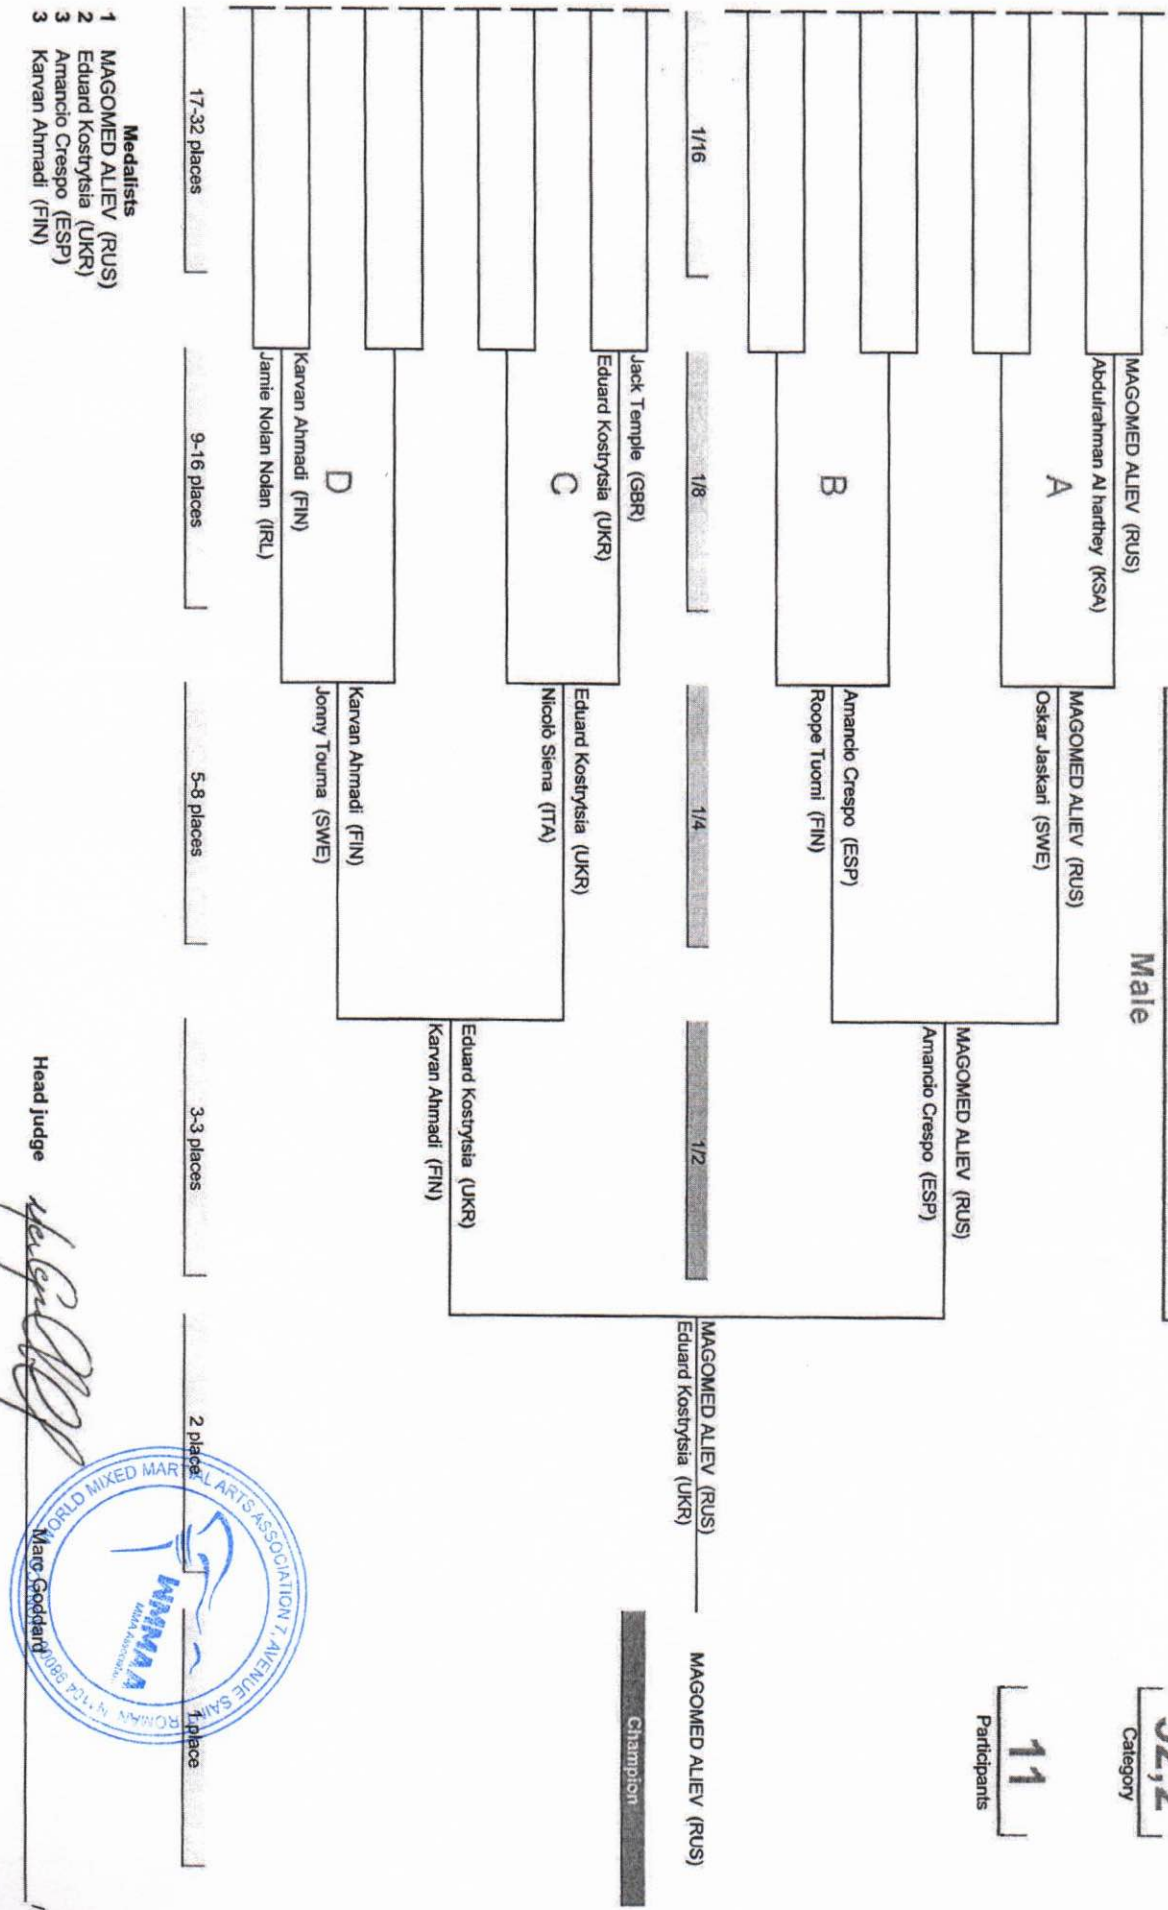 Male
Category
11
Participants
MAGOMED ALIEV (RUS)
Abdulrahman Al harthey (KSA)
A
MAGOMED ALIEV (RUS)
Oskar Jaskari (SWE)
B
Amancio Crespo (ESP)
Roope Tuomi (FIN)
MAGOMED ALIEV (RUS)
Amancio Crespo (ESP)
1/16
1/8
1/4
1/2
MAGOMED ALIEV (RUS)
Eduard Kostrytsia (UKR)
MAGOMED ALIEV (RUS)
Champion
Jack Temple (GBR)
Eduard Kostrytsia (UKR)
C
Eduard Kostrytsia (UKR)
Nicolò Siena (ITA)
D
Karvan Ahmadi (FIN)
Jamie Nolan Nolan (IRL)
Karvan Ahmadi (FIN)
Jonny Touma (SWE)
Eduard Kostrytsia (UKR)
Karvan Ahmadi (FIN)
17-32 places
9-16 places
5-8 places
3-3 places
2 place
1 place
Medalists
1 MAGOMED ALIEV (RUS)
2 Eduard Kostrytsia (UKR)
3 Amancio Crespo (ESP)
3 Karvan Ahmadi (FIN)
Head judge
Marc Goddard
WORLD MIXED MARTIAL ARTS ASSOCIATION 7, AVENUE SAINT ROMAN N°104 98000
WMMAA